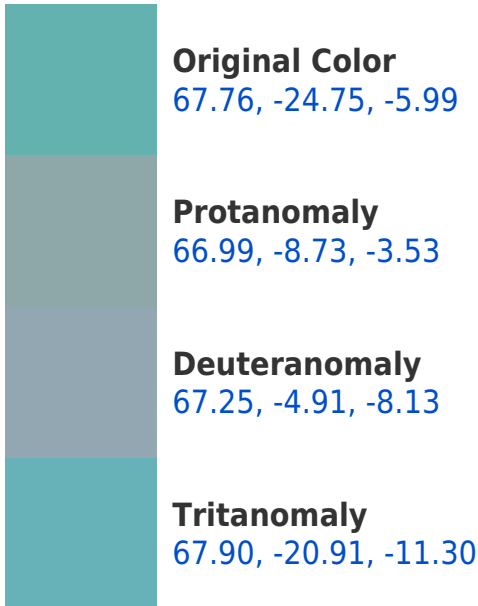 Original Color
67.76, -24.75, -5.99
Protanomaly
66.99, -8.73, -3.53
Deuteranomaly
67.25, -4.91, -8.13
Tritanomaly
67.90, -20.91, -11.30